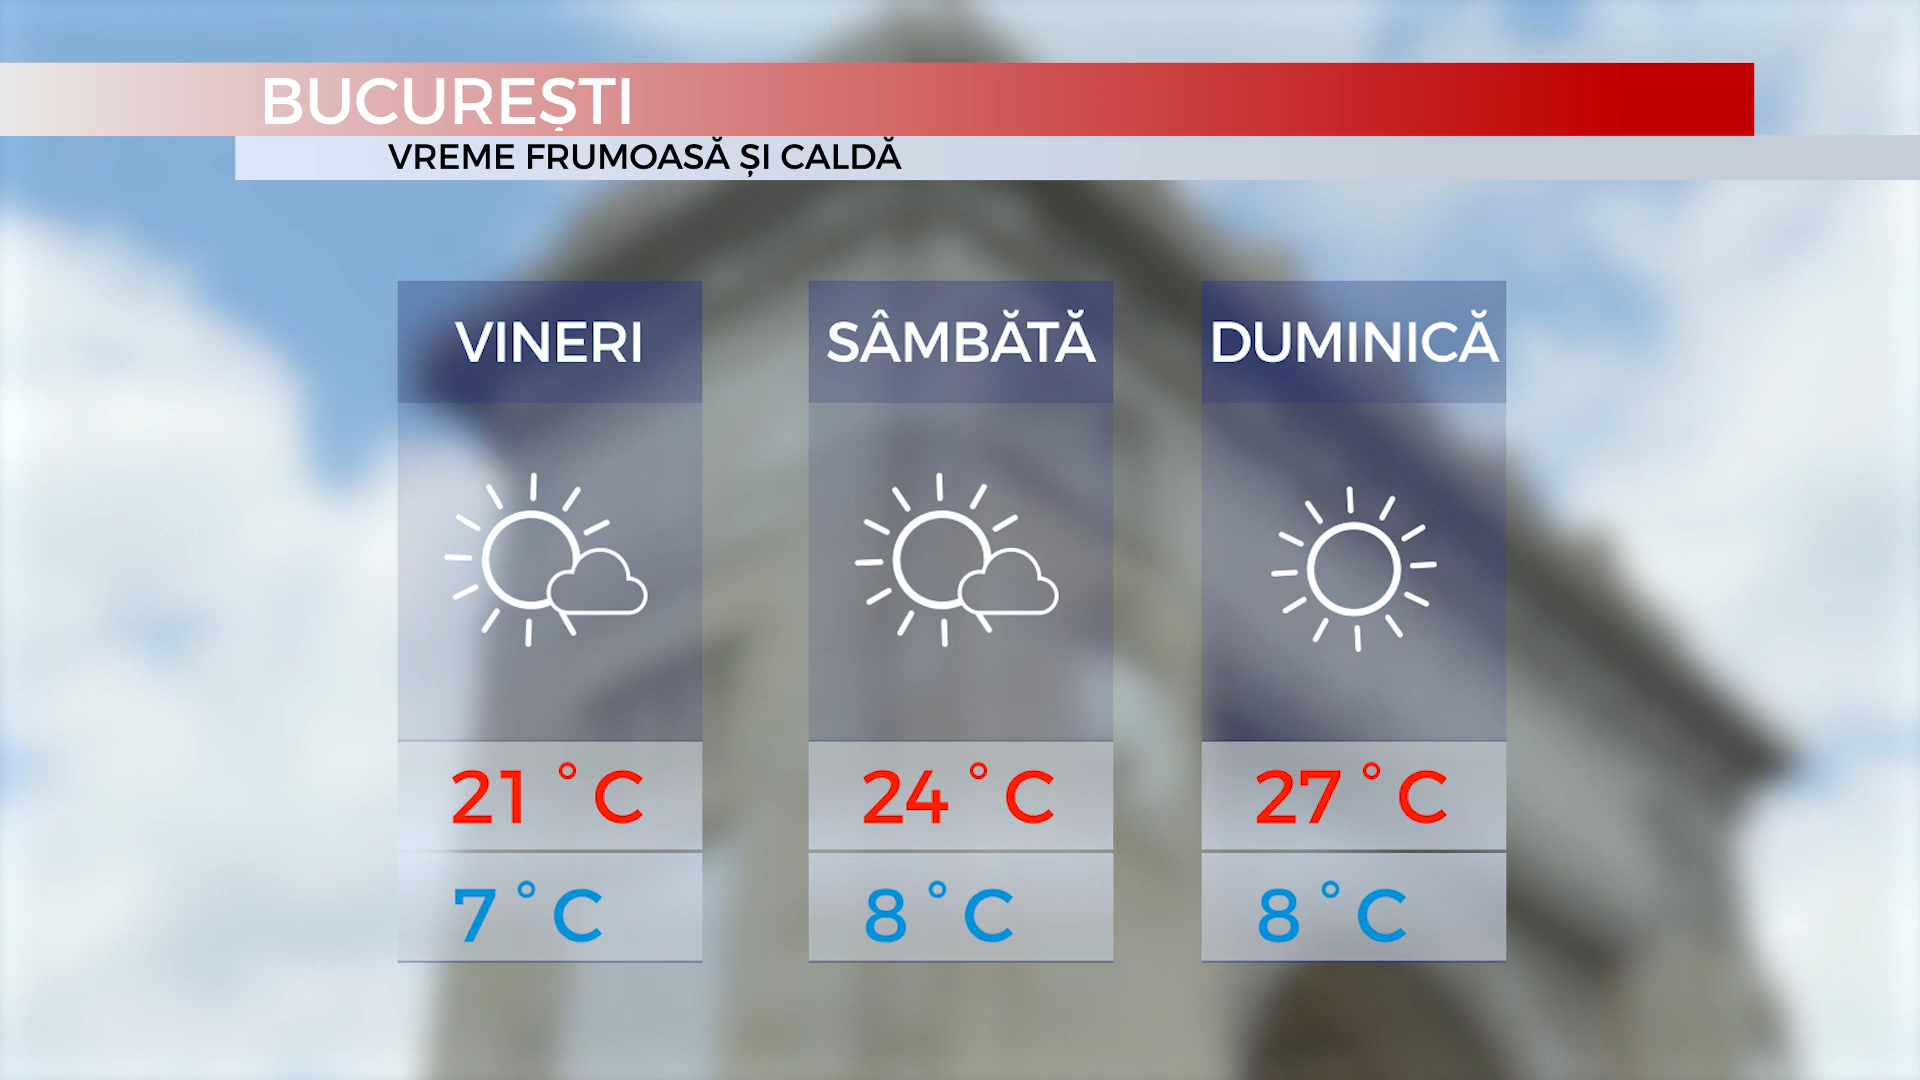 BUCUREȘTI
VREME FRUMOASĂ ȘI CALDĂ
VINERI
21 °C
7 °C
SÂMBĂTĂ
24 °C
8 °C
DUMINICĂ
27 °C
8 °C